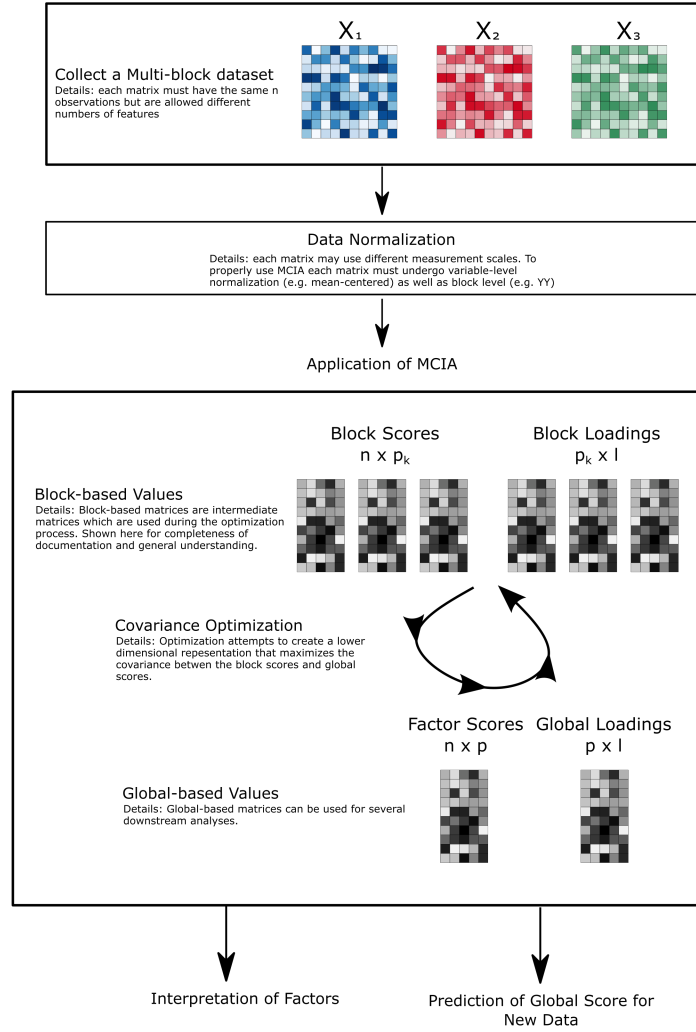 X₁
X₂
X₃
Collect a Multi-block dataset
Details: each matrix must have the same n
observations but are allowed different
numbers of features
Data Normalization
Details: each matrix may use different measurement scales. To
properly use MCIA each matrix must undergo variable-level
normalization (e.g. mean-centered) as well as block level (e.g. YY)
Application of MCIA
Block Scores
n x pₖ
Block Loadings
pₖ x l
Block-based Values
Details: Block-based matrices are intermediate
matrices which are used during the optimization
process. Shown here for completeness of
documentation and general understanding.
Covariance Optimization
Details: Optimization attempts to create a lower
dimensional repesentation that maximizes the
covariance betwen the block scores and global
scores.
Factor Scores
n x p
Global Loadings
p x l
Global-based Values
Details: Global-based matrices can be used for several
downstream analyses.
Interpretation of Factors
Prediction of Global Score for
New Data